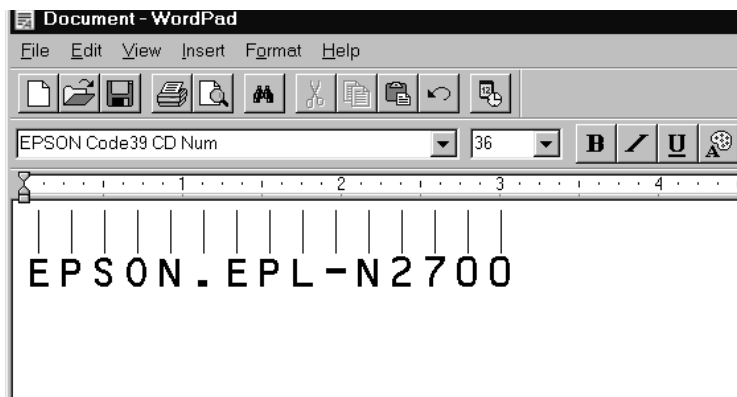 Document - WordPad
File Edit View Insert Format Help
EPSON Code39 CD Num 36 B / U A
1 2 3 4
EPSON.EPL-N2700